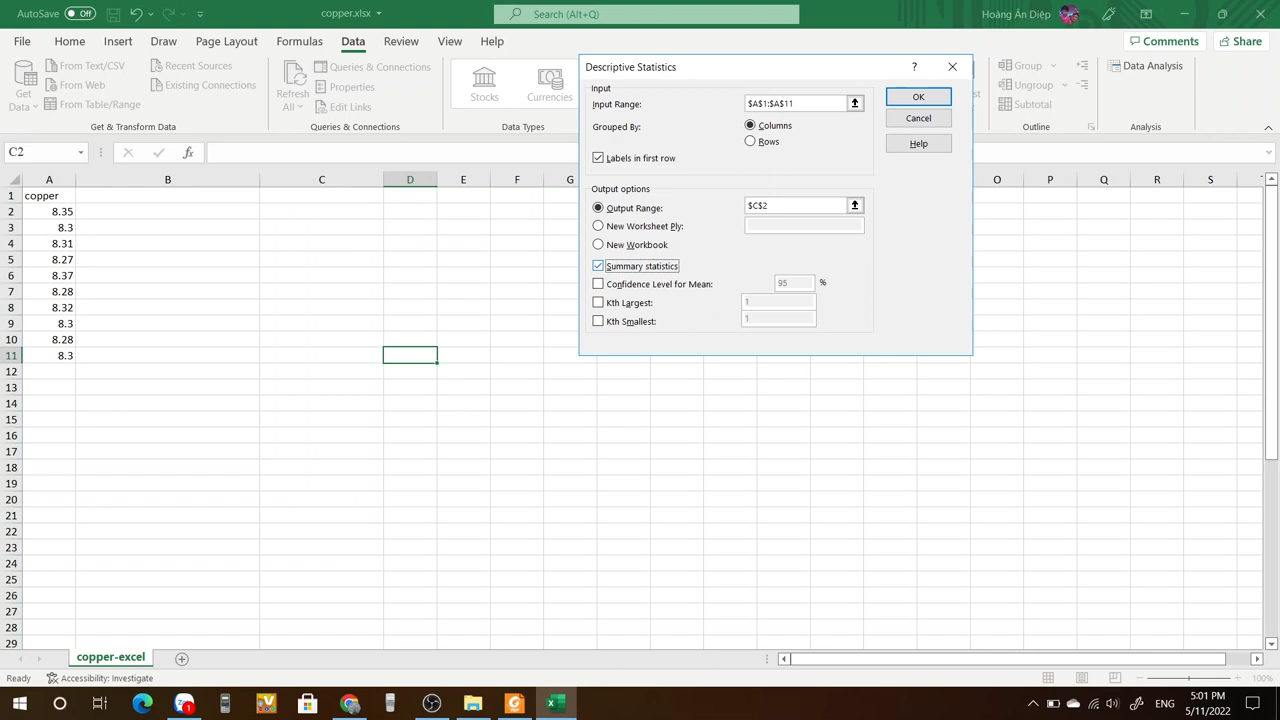 AutoSave Off copper.xlsx Search (Alt+Q) Hoàng Ân Diệp
File Home Insert Draw Page Layout Formulas Data Review View Help Comments Share
Get Data From Text/CSV From Web From Table/Range Recent Sources Existing Connections
Refresh All Queries & Connections Properties Edit Links
Stocks Currencies
Group Ungroup Subtotal Data Analysis
Get & Transform Data Queries & Connections Data Types Outline Analysis
Descriptive Statistics ?
Input
Input Range: $A$1:$A$11 OK
Grouped By: Columns Cancel
Rows Help
Labels in first row
Output options
Output Range: $C$2
New Worksheet Ply:
New Workbook
Summary statistics
Confidence Level for Mean: 95 %
Kth Largest: 1
Kth Smallest: 1
C2 fx
A B C D E F G O P Q R S
1 copper
2 8.35
3 8.3
4 8.31
5 8.27
6 8.37
7 8.28
8 8.32
9 8.3
10 8.28
11 8.3
12
13
14
15
16
17
18
19
20
21
22
23
24
25
26
27
28
29
copper-excel
Ready Accessibility: Investigate 100%
1 ENG 5:01 PM
5/11/2022